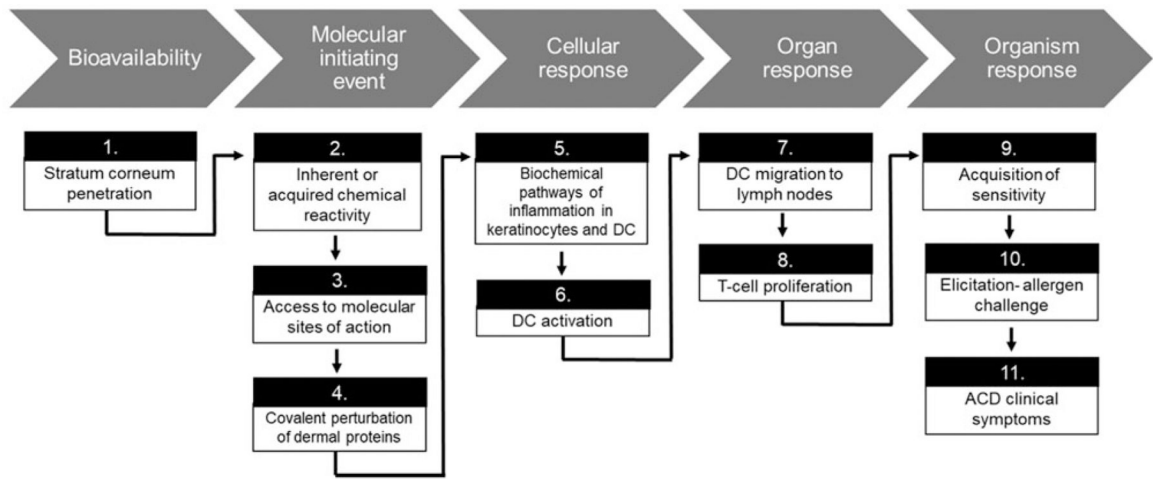 Bioavailability
Molecular
initiating
event
Cellular
response
Organ
response
Organism
response
1.
Stratum corneum
penetration
2.
Inherent or
acquired chemical
reactivity
3.
Access to molecular
sites of action
4.
Covalent perturbation
of dermal proteins
5.
Biochemical
pathways of
inflammation in
keratinocytes and DC
6.
DC activation
7.
DC migration to
lymph nodes
8.
T-cell proliferation
9.
Acquisition of
sensitivity
10.
Elicitation- allergen
challenge
11.
ACD clinical
symptoms